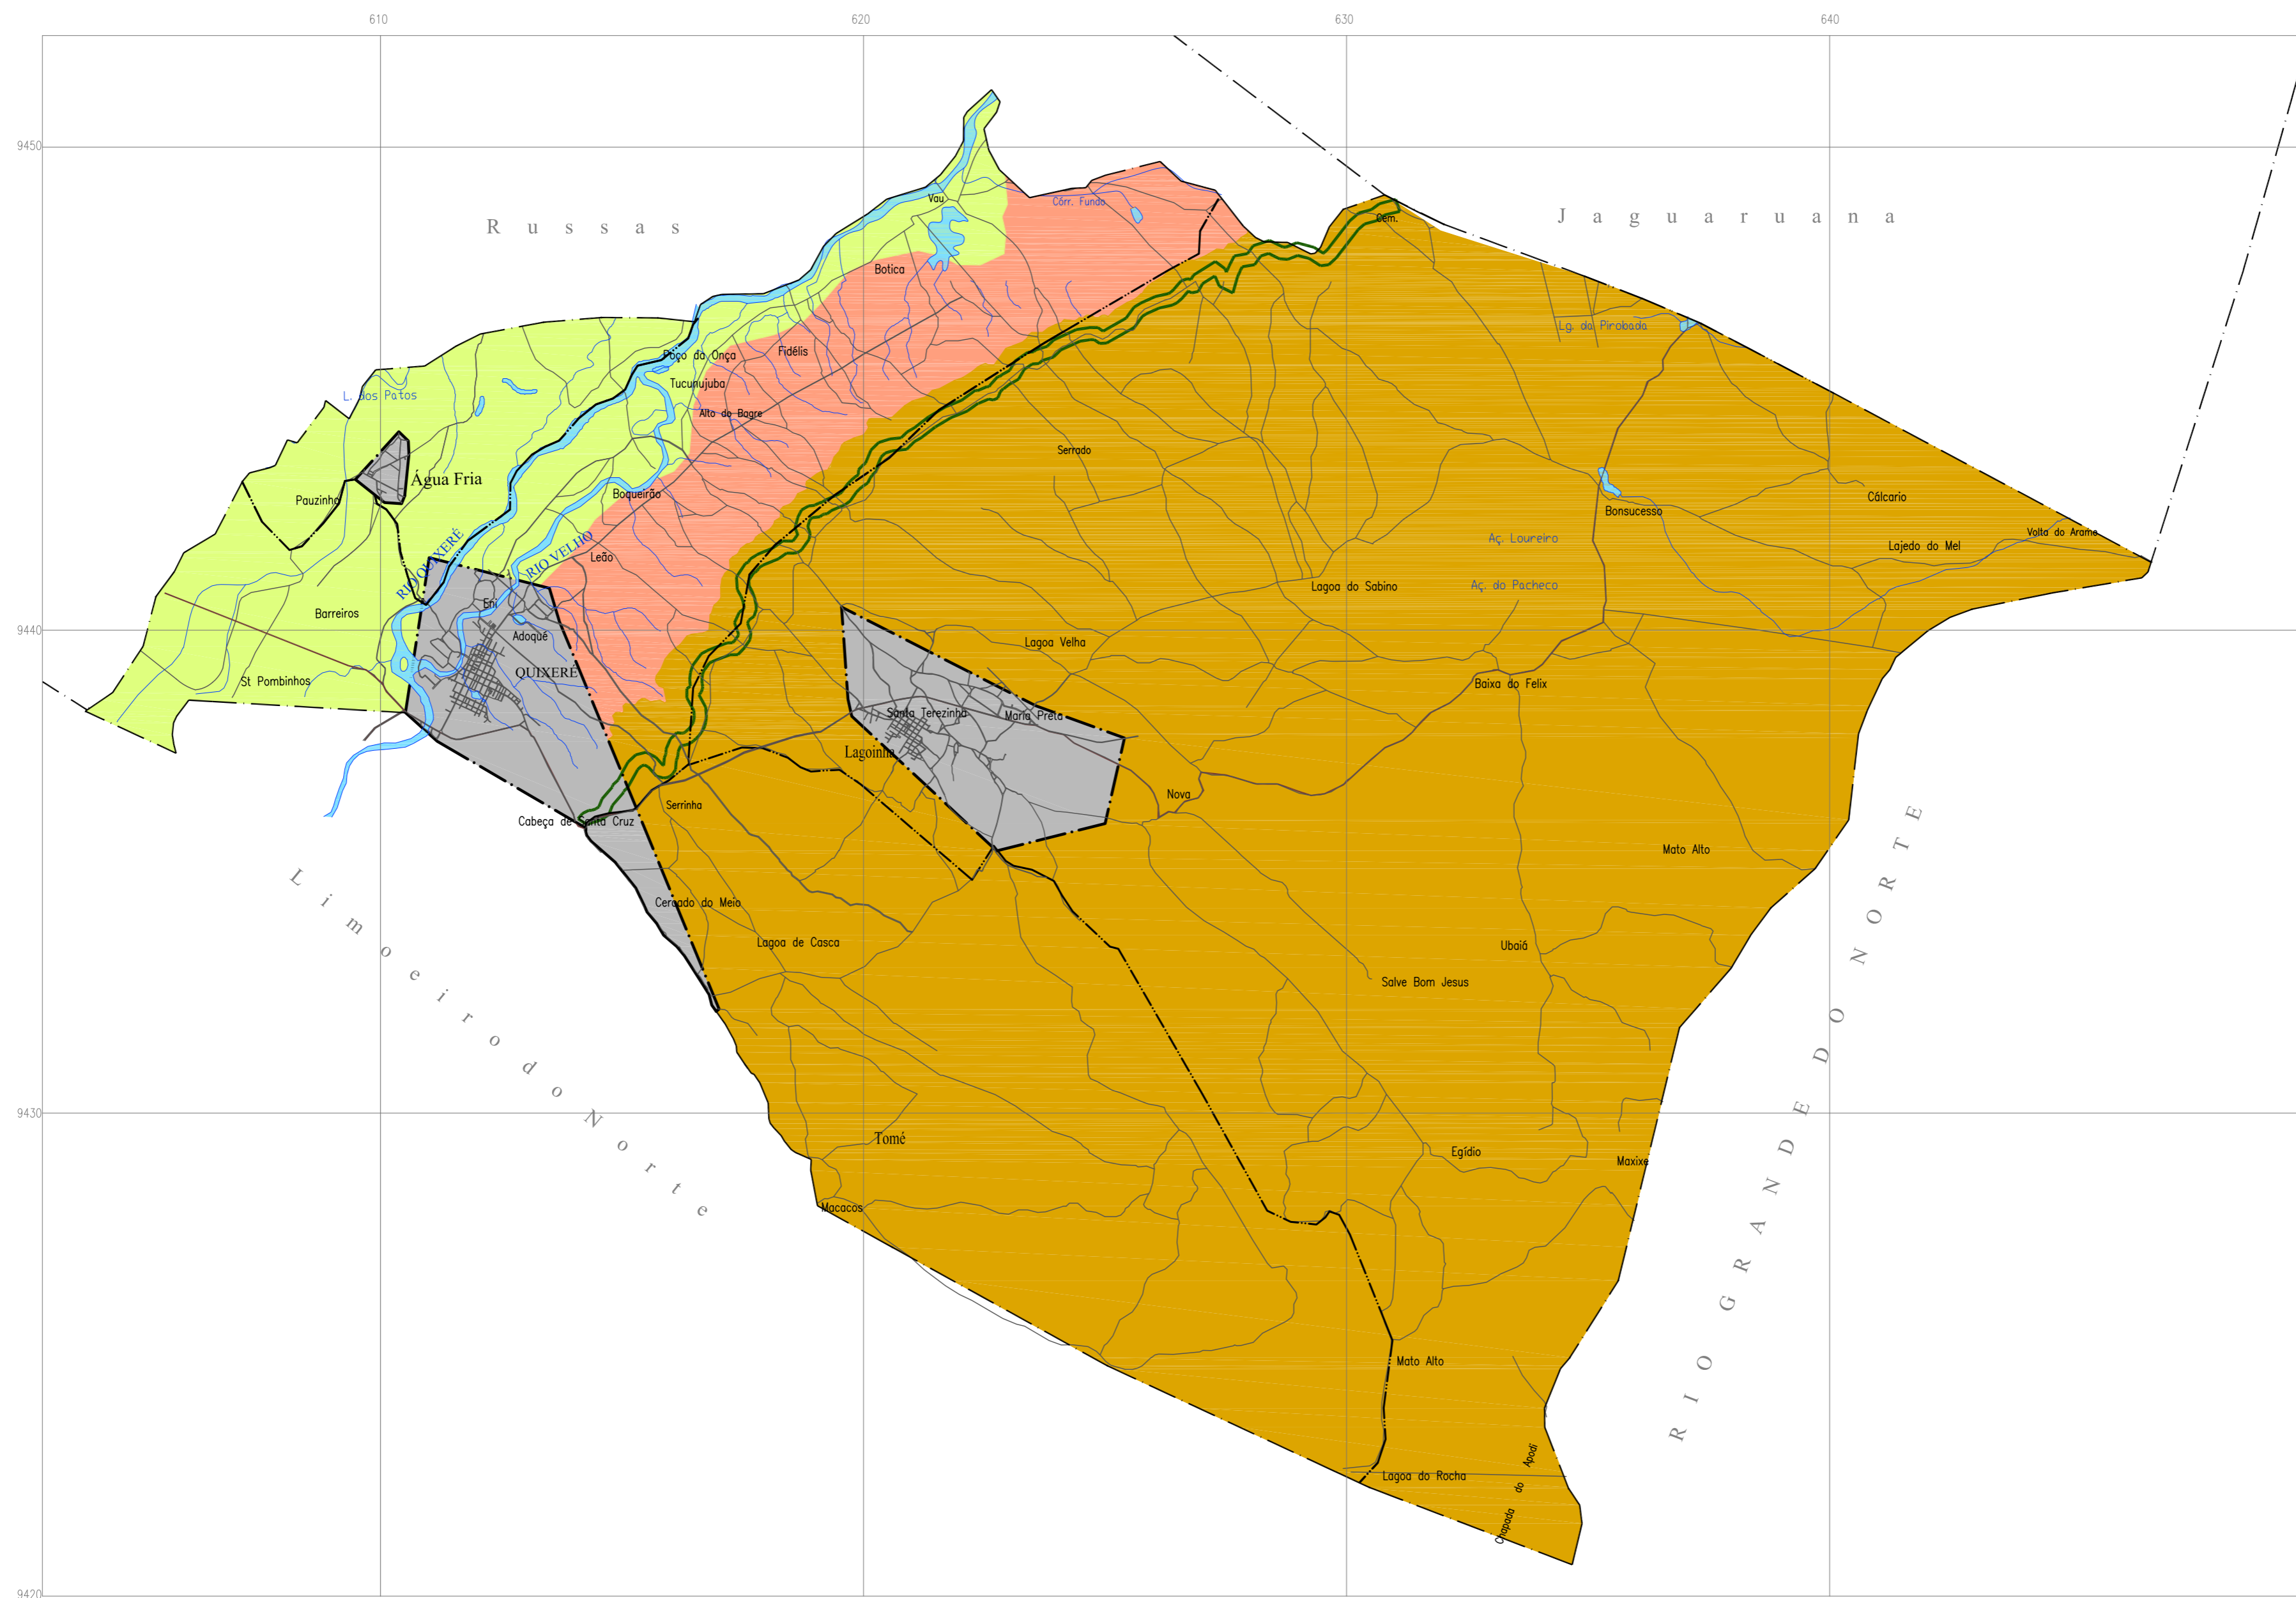 610 620 630 640
9450
Vau
Córr. Fundo
Cem.
R u s s a s
J a g u a r u a n a
Botica
Lg. da Pirobada
Poço da Onça
Fidélis
Tucunujuba
L. dos Patos
Alto do Bagre
Serrado
Água Fria
Pauzinho
Boqueirão
Cálcario
Bonsucesso
Volta do Arame
Aç. Loureiro
Lajedo do Mel
RIO QUIXERÉ
RIO VELHO
Leão
Lagoa do Sabino
Aç. do Pacheco
Eni
Barreiros
9440
Adoqué
Lagoa Velha
QUIXERÉ
St Pombinhos
Baixa do Felix
Santa Terezinha
Maria Preta
Lagoinha
Nova
Serrinha
Cabeça de Santa Cruz
Mato Alto
L i m o e i r o d o N o r t e
Cercado do Meio
Lagoa de Casca
Ubaiá
Salve Bom Jesus
R I O G R A N D E D O N O R T E
9430
Tomé
Egídio
Maxixe
Macacos
Mato Alto
Lagoa do Rocha
Chapada do Apodi
9420